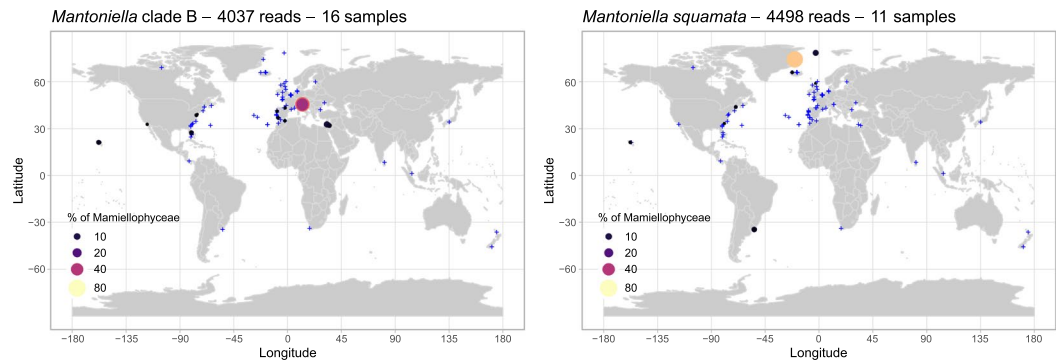 Mantoniella clade B – 4037 reads – 16 samples
60
30
0
−30
−60
Latitude
% of Mamiellophyceae
10
20
40
80
−180 −135 −90 −45 0 45 90 135 180
Longitude
Mantoniella squamata – 4498 reads – 11 samples
60
30
0
−30
−60
Latitude
% of Mamiellophyceae
10
20
40
80
−180 −135 −90 −45 0 45 90 135 180
Longitude